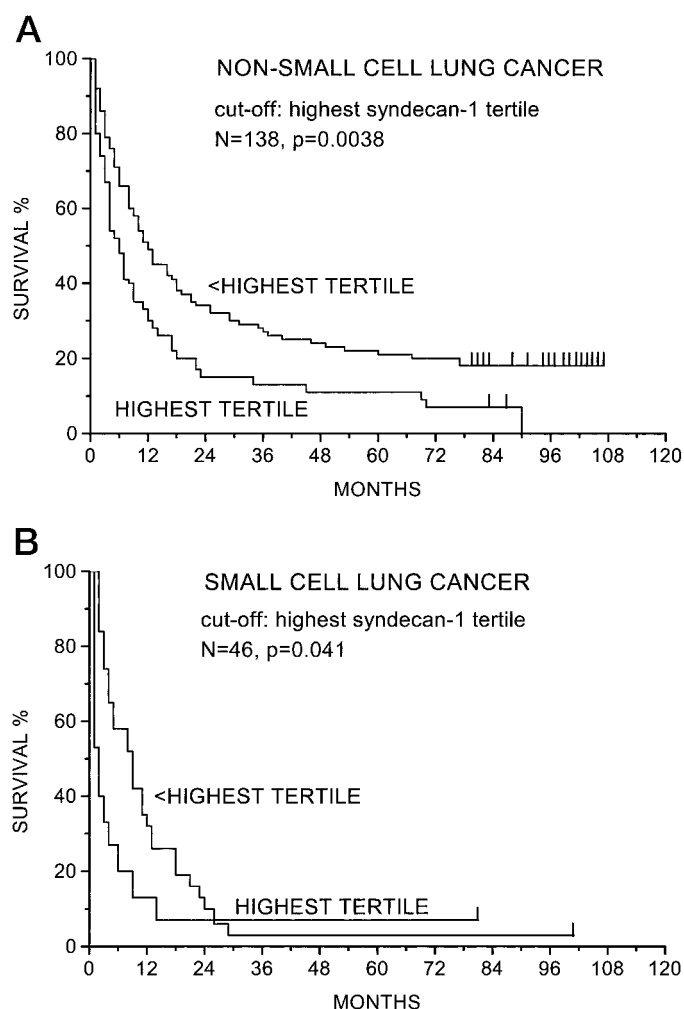 A
NON-SMALL CELL LUNG CANCER
cut-off: highest syndecan-1 tertile
N=138, p=0.0038
SURVIVAL %
100
80
60
40
20
0
<HIGHEST TERTILE
HIGHEST TERTILE
0 12 24 36 48 60 72 84 96 108 120
MONTHS
B
SMALL CELL LUNG CANCER
cut-off: highest syndecan-1 tertile
N=46, p=0.041
SURVIVAL %
100
80
60
40
20
0
<HIGHEST TERTILE
HIGHEST TERTILE
0 12 24 36 48 60 72 84 96 108 120
MONTHS